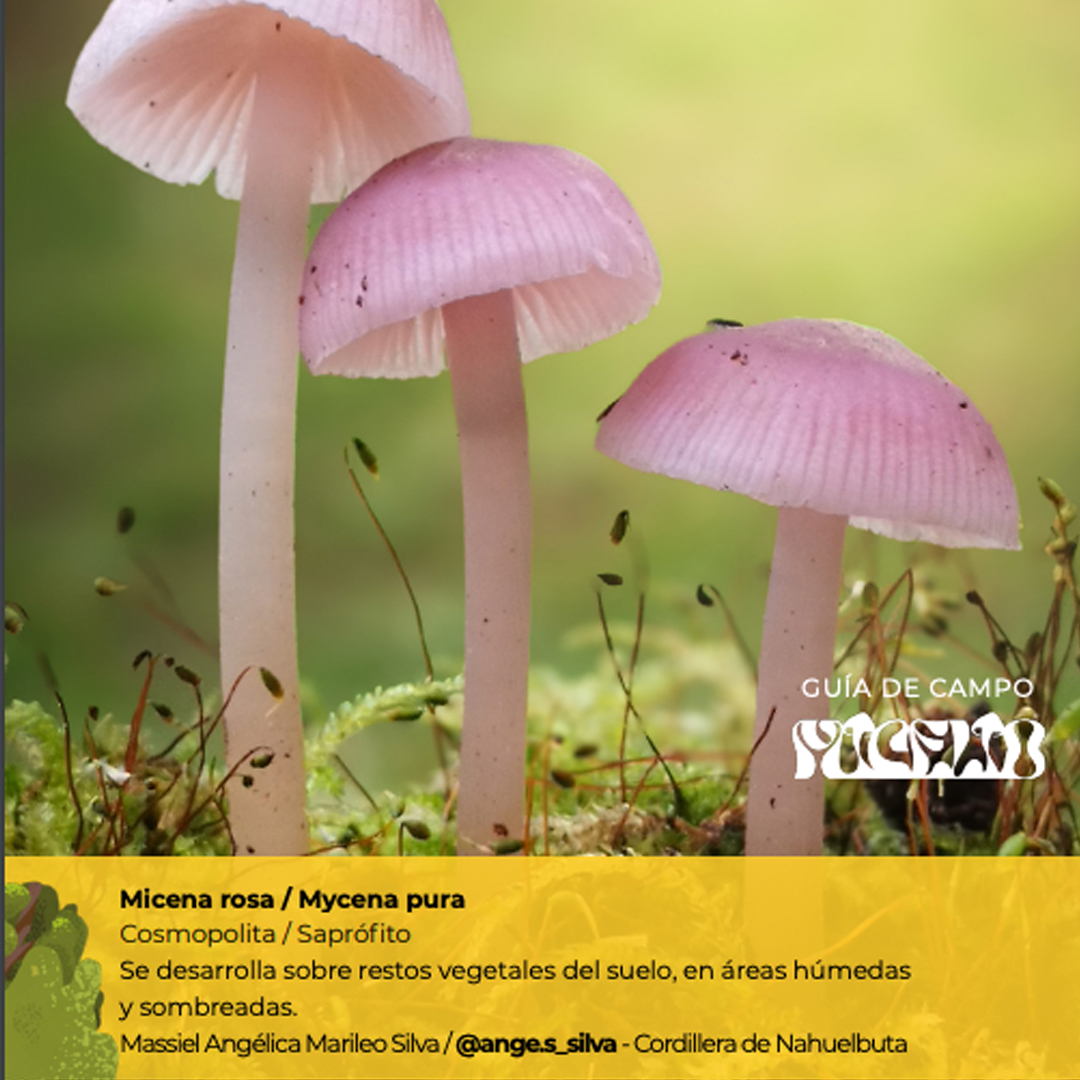 GUÍA DE CAMPO
Micena rosa / Mycena pura
Cosmopolita / Saprófito
Se desarrolla sobre restos vegetales del suelo, en áreas húmedas
y sombreadas.
Massiel Angélica Marileo Silva / @ange.s_silva - Cordillera de Nahuelbuta